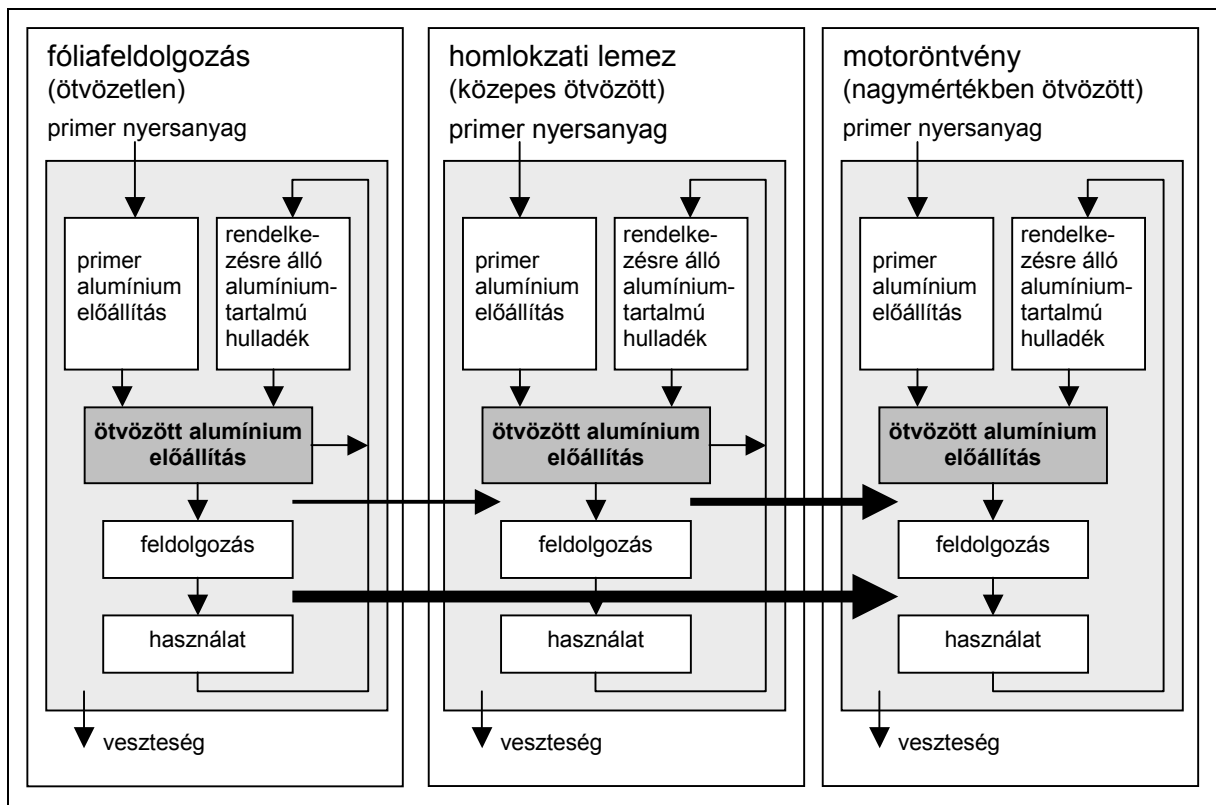 fóliafeldolgozás
(ötvözetlen)
primer nyersanyag
primer
alumínium
előállítás
rendelke-
zésre álló
alumínium-
tartalmú
hulladék
ötvözött alumínium
előállítás
feldolgozás
használat
veszteség
homlokzati lemez
(közepes ötvözött)
primer nyersanyag
primer
alumínium
előállítás
rendelke-
zésre álló
alumínium-
tartalmú
hulladék
ötvözött alumínium
előállítás
feldolgozás
használat
veszteség
motoröntvény
(nagymértékben ötvözött)
primer nyersanyag
primer
alumínium
előállítás
rendelke-
zésre álló
alumínium-
tartalmú
hulladék
ötvözött alumínium
előállítás
feldolgozás
használat
veszteség